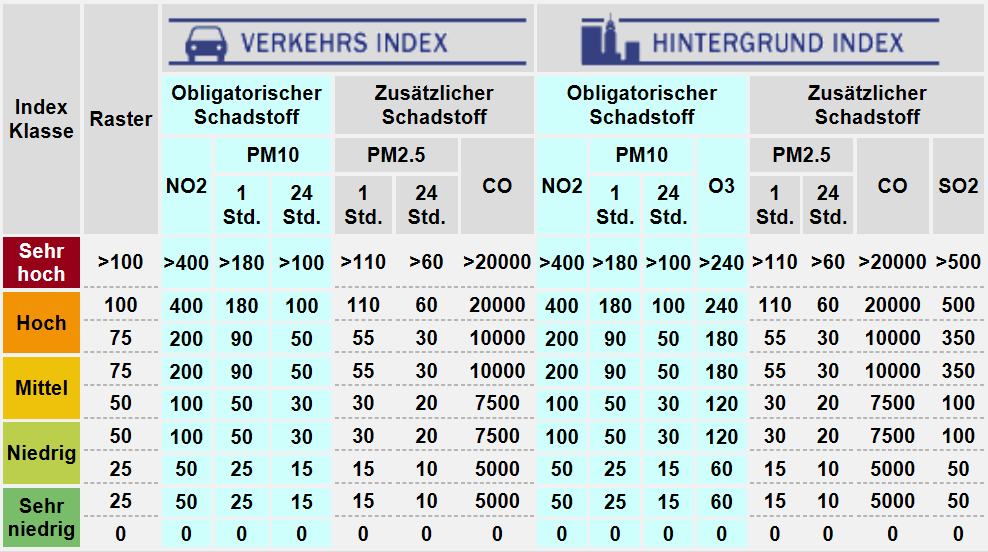 VERKEHRS INDEX HINTERGRUND INDEX
Index Klasse Raster Obligatorischer Schadstoff Zusätzlicher Schadstoff Obligatorischer Schadstoff Zusätzlicher Schadstoff
NO2 PM10 PM2.5 CO NO2 PM10 O3 PM2.5 CO SO2
1 Std. 24 Std. 1 Std. 24 Std. 1 Std. 24 Std. 1 Std. 24 Std.
Sehr hoch >100 >400 >180 >100 >110 >60 >20000 >400 >180 >100 >240 >110 >60 >20000 >500
Hoch 100 400 180 100 110 60 20000 400 180 100 240 110 60 20000 500
75 200 90 50 55 30 10000 200 90 50 180 55 30 10000 350
Mittel 75 200 90 50 55 30 10000 200 90 50 180 55 30 10000 350
50 100 50 30 30 20 7500 100 50 30 120 30 20 7500 100
Niedrig 50 100 50 30 30 20 7500 100 50 30 120 30 20 7500 100
25 50 25 15 15 10 5000 50 25 15 60 15 10 5000 50
Sehr niedrig 25 50 25 15 15 10 5000 50 25 15 60 15 10 5000 50
0 0 0 0 0 0 0 0 0 0 0 0 0 0 0